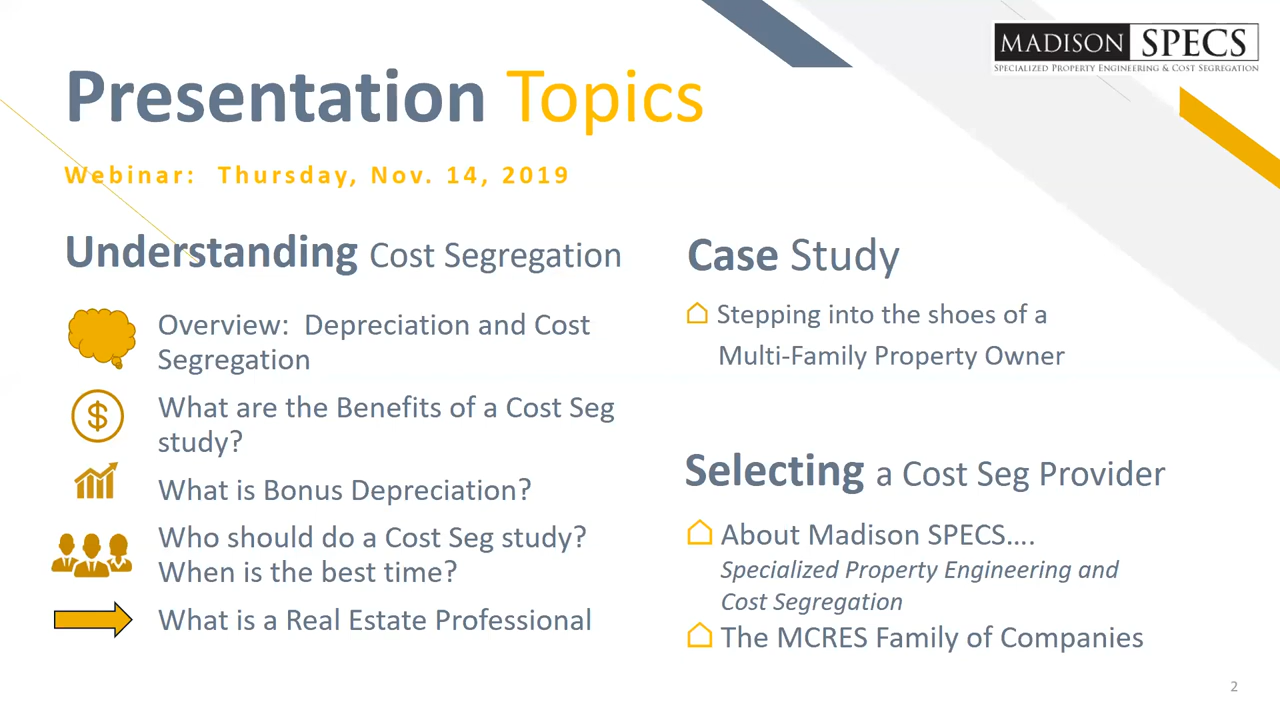 MADISON SPECS
SPECIALIZED PROPERTY ENGINEERING & COST SEGREGATION
Presentation Topics
Webinar: Thursday, Nov. 14, 2019
Understanding Cost Segregation
Overview: Depreciation and Cost
Segregation
$
What are the Benefits of a Cost Seg
study?
What is Bonus Depreciation?
Who should do a Cost Seg study?
When is the best time?
What is a Real Estate Professional
Case Study
Stepping into the shoes of a
Multi-Family Property Owner
Selecting a Cost Seg Provider
About Madison SPECS....
Specialized Property Engineering and
Cost Segregation
The MCRES Family of Companies
2